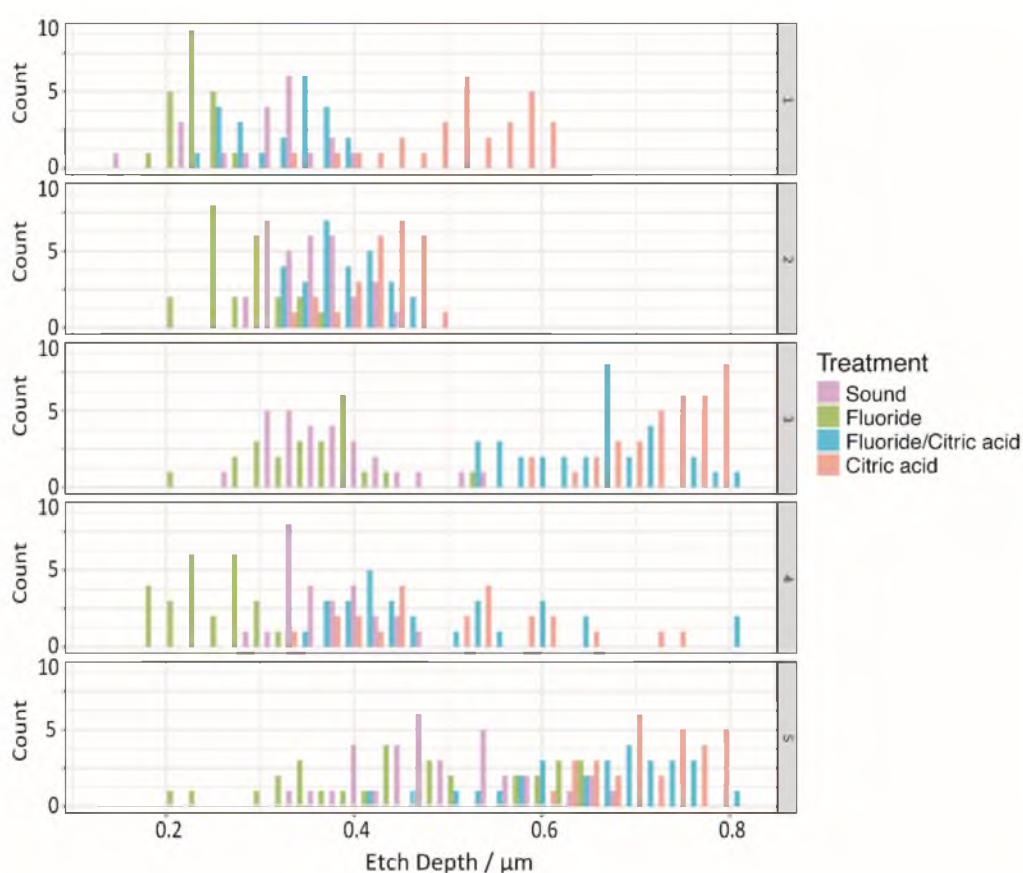 10
5
0
Count
1
10
5
0
Count
2
10
5
0
Count
3
10
5
0
Count
4
10
5
0
Count
5
0.2 0.4 0.6 0.8
Etch Depth / μm
Treatment
Sound
Fluoride
Fluoride/Citric acid
Citric acid